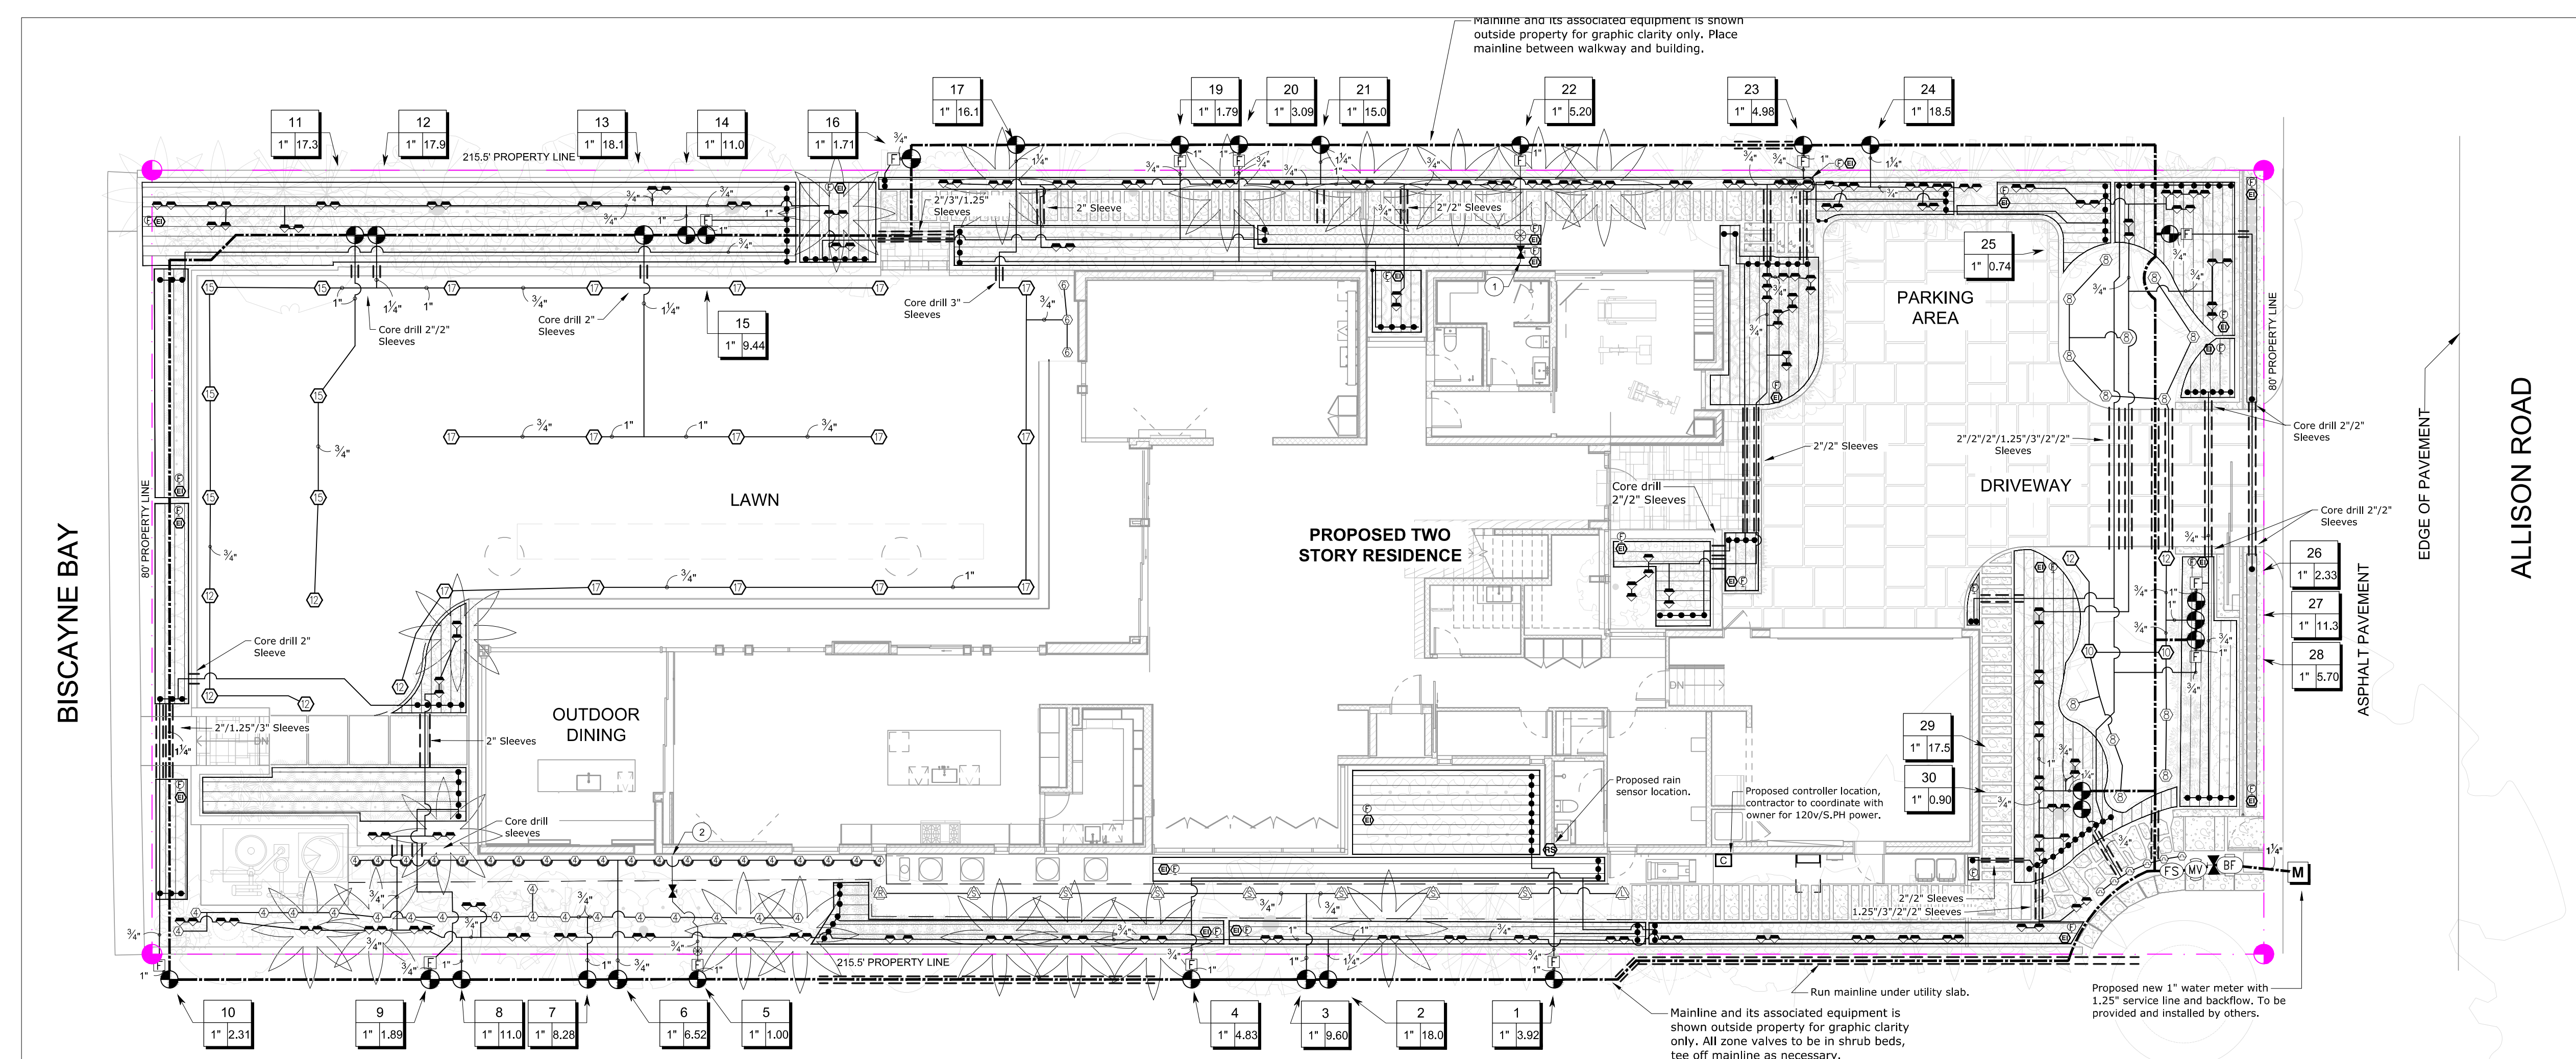 Mainline and its associated equipment is shown
outside property for graphic clarity only. Place
mainline between walkway and building.
11
1" 17.3
12
1" 17.9
13
1" 18.1
14
1" 11.0
16
1" 1.71
17
1" 16.1
19
1" 1.79
20
1" 3.09
21
1" 15.0
22
1" 5.20
23
1" 4.98
24
1" 18.5
215.5' PROPERTY LINE
2"/3"/1.25"
Sleeves
2" Sleeve
2"/2" Sleeves
25
1" 0.74
PARKING
AREA
Core drill 2"/2"
Sleeves
Core drill 2"
Sleeves
15
1" 9.44
Core drill 3"
Sleeves
1
80' PROPERTY LINE
Core drill 2"/2"
Sleeves
2"/2" Sleeves
2"/2"/2"/1.25"/3"/2"/2"
Sleeves
EDGE OF PAVEMENT
ALLISON ROAD
80' PROPERTY LINE
LAWN
Core drill
2"/2" Sleeves
DRIVEWAY
Core drill 2"/2"
Sleeves
BISCAYNE BAY
PROPOSED TWO
STORY RESIDENCE
26
1" 2.33
27
1" 11.3
28
1" 5.70
ASPHALT PAVEMENT
Core drill 2"
Sleeve
DN
OUTDOOR
DINING
2"/1.25"/3" Sleeves
DN
2" Sleeves
29
1" 17.5
30
1" 0.90
Proposed rain
sensor location.
Proposed controller location,
contractor to coordinate with
owner for 120v/S.PH power.
Core drill
sleeves
2
RS
C
FS
MV
BF
M
1¼"
2"/2" Sleeves
1.25"/3"/2"/2" Sleeves
215.5' PROPERTY LINE
10
1" 2.31
9
1" 1.89
8
1" 11.0
7
1" 8.28
6
1" 6.52
5
1" 1.00
4
1" 4.83
3
1" 9.60
2
1" 18.0
1
1" 3.92
Run mainline under utility slab.
Mainline and its associated equipment is
shown outside property for graphic clarity
only. All zone valves to be in shrub beds,
tee off mainline as necessary.
Proposed new 1" water meter with
1.25" service line and backflow. To be
provided and installed by others.